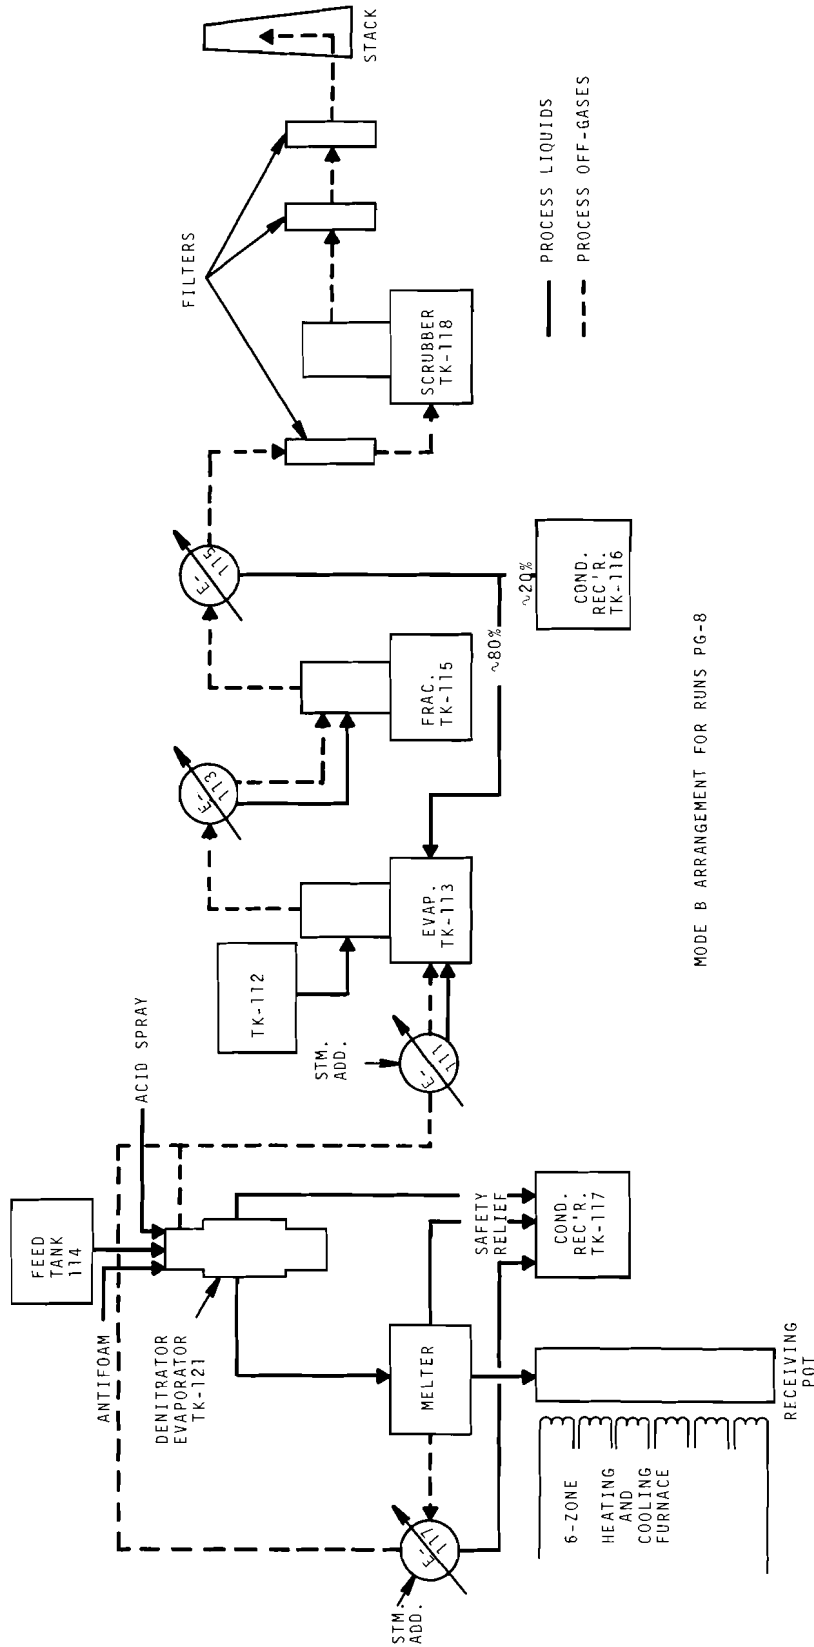 STM.
ADD.
E-
117
ANTIFOAM
FEED
TANK
114
ACID SPRAY
DENITRATOR
EVAPORATOR
TK-121
MELTER
SAFETY
RELIEF
COND.
REC'R.
TK-117
6-ZONE
HEATING
AND
COOLING
FURNACE
RECEIVING
POT
STM.
ADD.
E-
111
TK-112
EVAP.
TK-113
E-
113
FRAC.
TK-115
E-
115
~80%
~20%
COND.
REC'R.
TK-116
FILTERS
SCRUBBER
TK-118
STACK
PROCESS LIQUIDS
PROCESS OFF-GASES
MODE B ARRANGEMENT FOR RUNS PG-8